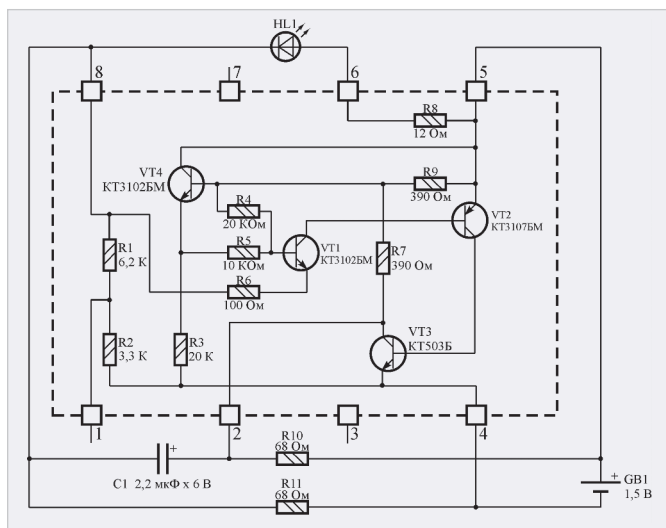 HL1
8
7
6
5
R8
12 Ом
VT4
КТ3102БМ
R9
390 Ом
R4
20 КОм
VT2
КТ3107БМ
R1
6,2 К
R5
10 КОм
VT1
КТ3102БМ
R7
390 Ом
R6
100 Ом
R2
3,3 К
R3
20 К
VT3
КТ503Б
1
2
3
4
+
R10
68 Ом
C1 2,2 мкФ х 6 В
R11
68 Ом
+
GB1
1,5 В